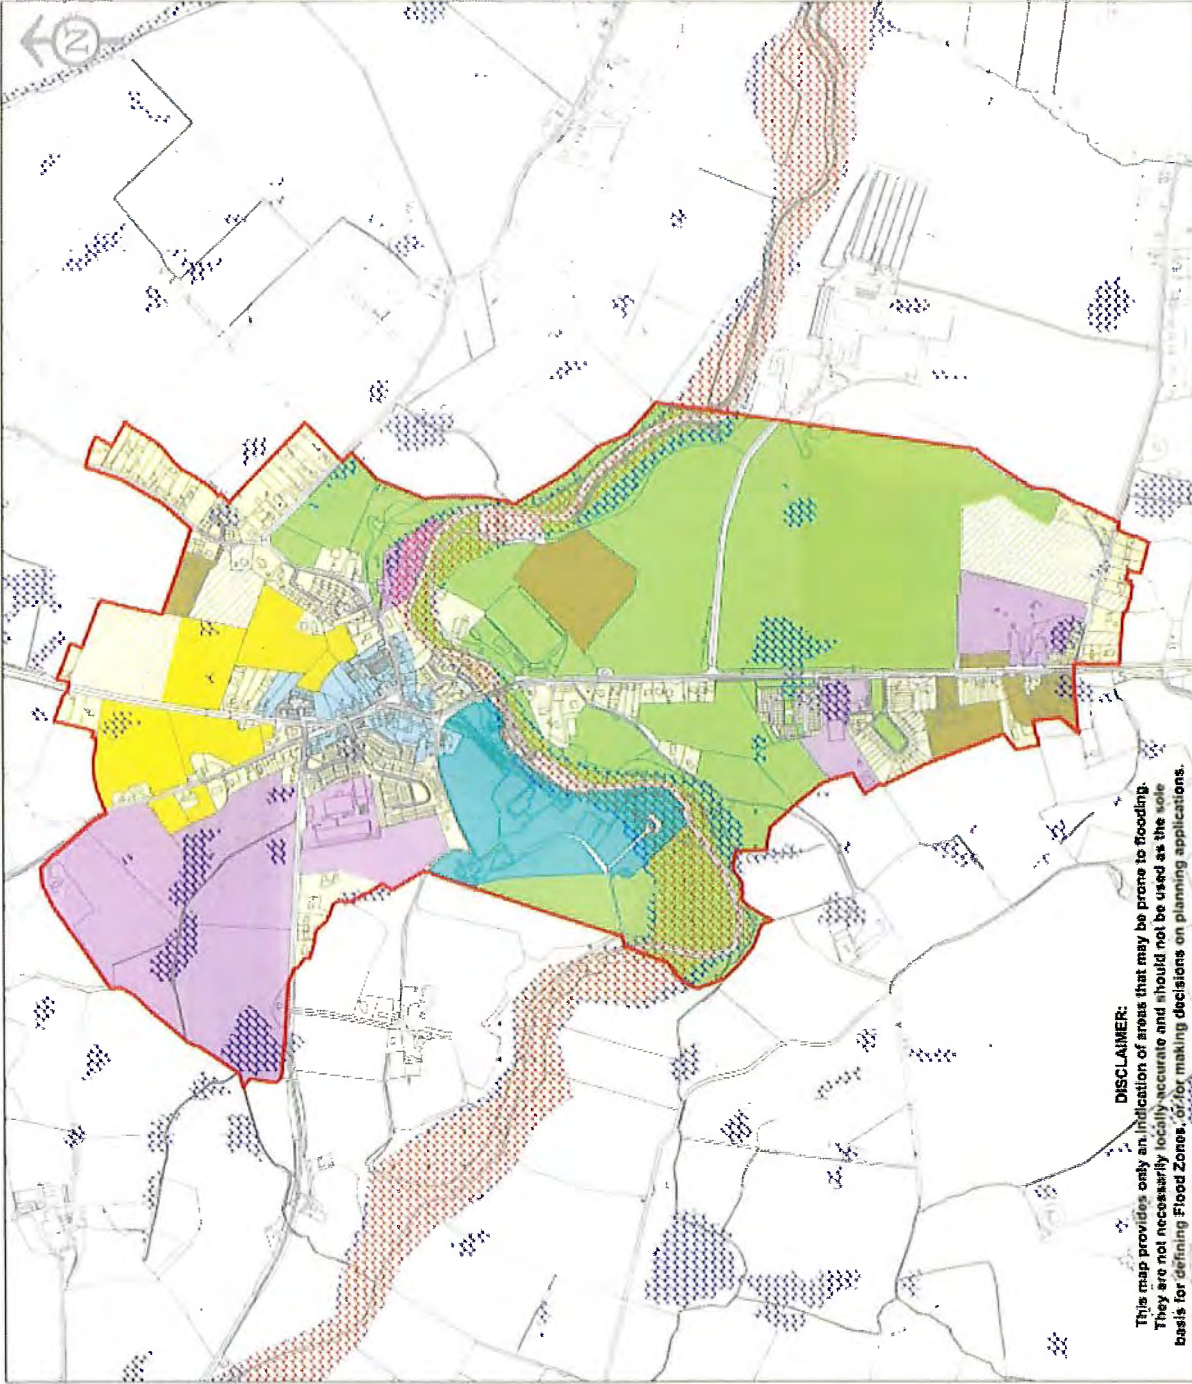 N
DISCLAIMER:
This map provides only an indication of areas that may be prone to flooding.
They are not necessarily locally accurate and should not be used as the sole
basis for defining Flood Zones, or for making decisions on planning applications.